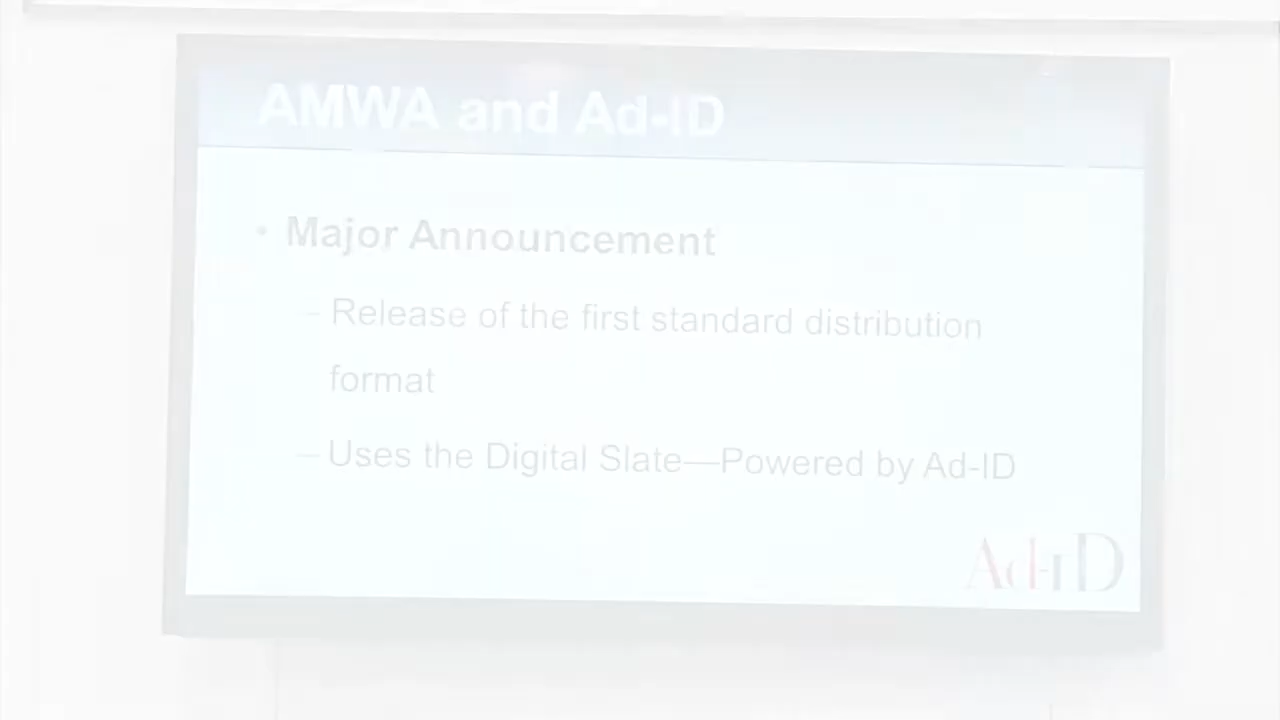 AMWA and Ad-ID
• Major Announcement
– Release of the first standard distribution
format
– Uses the Digital Slate—Powered by Ad-ID
Ad-ID